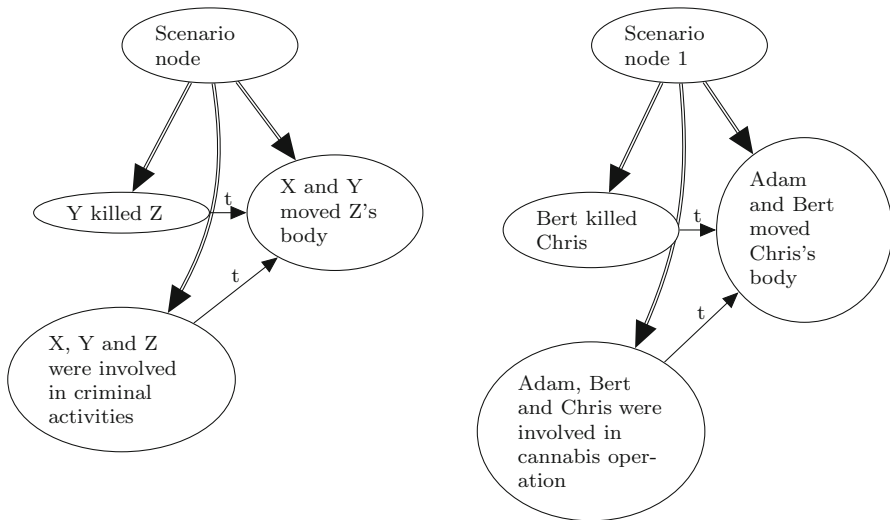 Scenario
node
Y killed Z
t
X and Y
moved Z's
body
t
X, Y and Z
were involved
in criminal
activities
Scenario
node 1
Bert killed
Chris
t
Adam
and Bert
moved
Chris's
body
t
Adam, Bert
and Chris were
involved in
cannabis oper-
ation